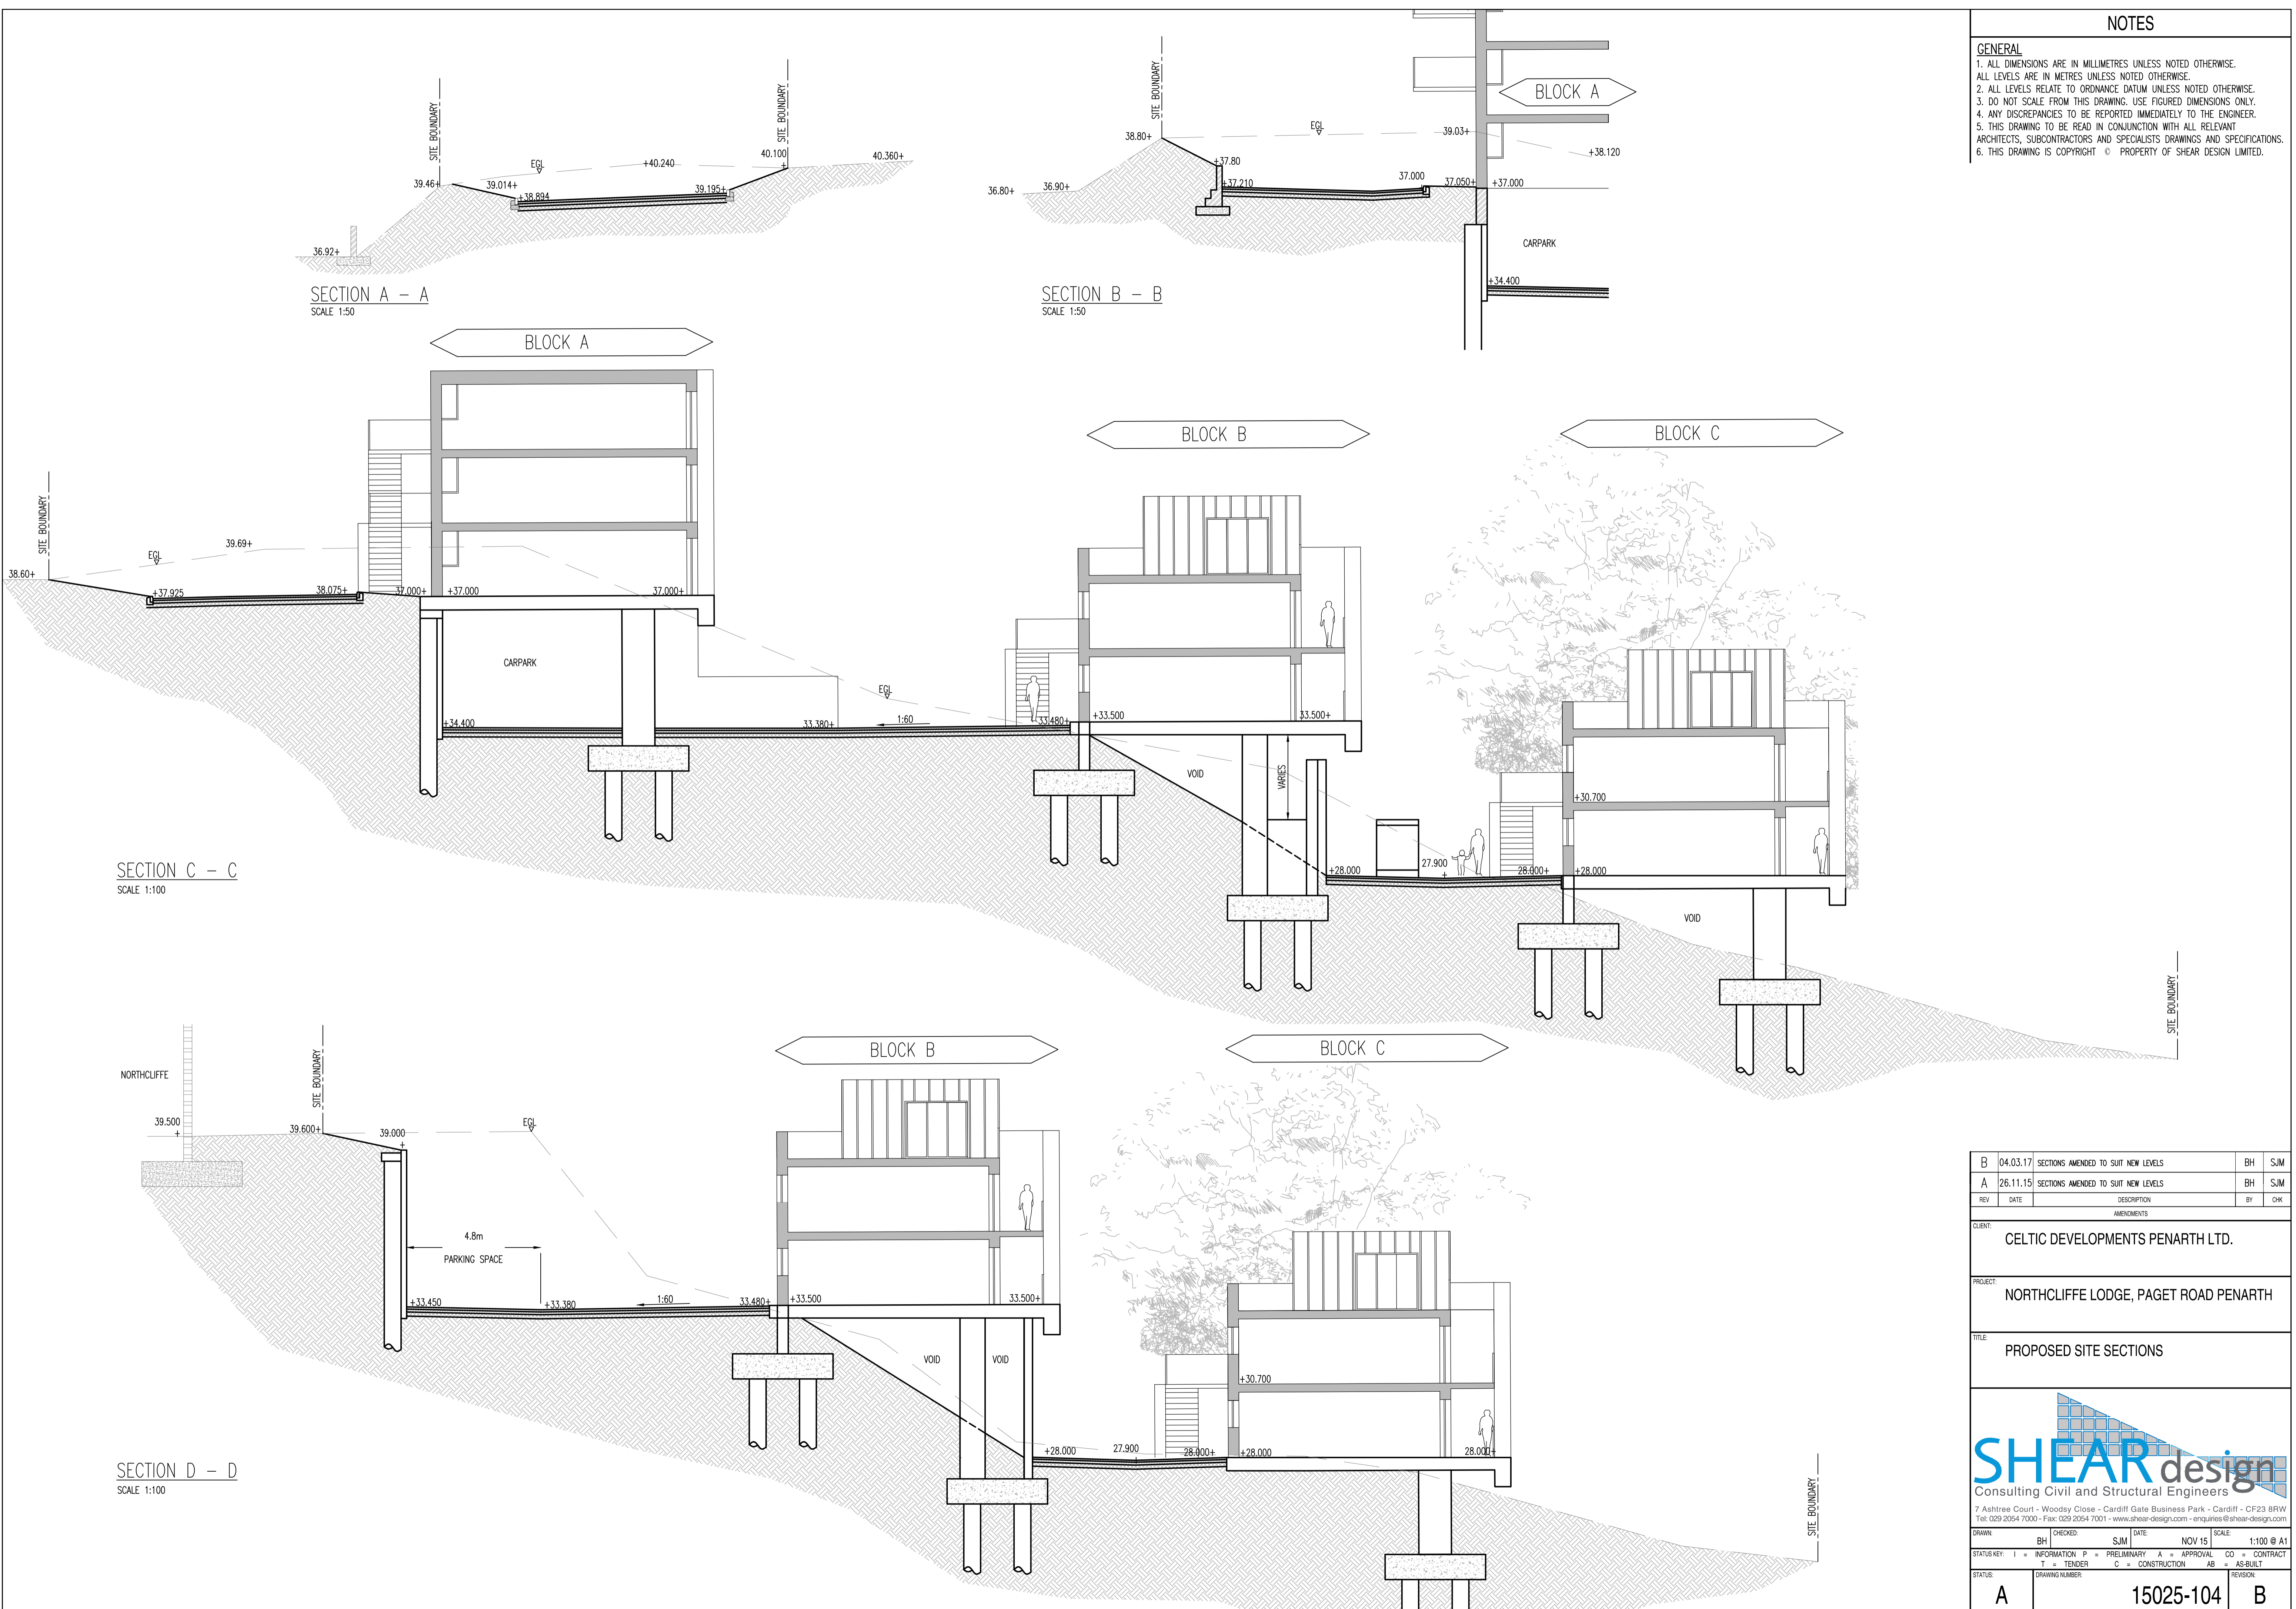 NOTES
GENERAL
1. ALL DIMENSIONS ARE IN MILLIMETRES UNLESS NOTED OTHERWISE.
ALL LEVELS ARE IN METRES UNLESS NOTED OTHERWISE.
2. ALL LEVELS RELATE TO ORDNANCE DATUM UNLESS NOTED OTHERWISE.
3. DO NOT SCALE FROM THIS DRAWING. USE FIGURED DIMENSIONS ONLY.
4. ANY DISCREPANCIES TO BE REPORTED IMMEDIATELY TO THE ENGINEER.
5. THIS DRAWING TO BE READ IN CONJUNCTION WITH ALL RELEVANT
ARCHITECTS, SUBCONTRACTORS AND SPECIALISTS DRAWINGS AND SPECIFICATIONS.
6. THIS DRAWING IS COPYRIGHT © PROPERTY OF SHEAR DESIGN LIMITED.
SITE BOUNDARY
SITE BOUNDARY
39.46+
39.014+
EGL
+38.894
+40.240
39.195+
40.100
+
40.360+
36.92+
SECTION A – A
SCALE 1:50
SITE BOUNDARY
BLOCK A
38.80+
EGL
39.03+
+38.120
+37.80
36.80+
36.90+
+37.210
37.000
37.050+
+37.000
CARPARK
+34.400
SECTION B – B
SCALE 1:50
BLOCK A
BLOCK B
BLOCK C
SITE BOUNDARY
38.60+
EGL
39.69+
+37.925
38.075+
37.000+
+37.000
37.000+
CARPARK
EGL
+34.400
33.380+
1:60
33.480+
+33.500
33.500+
VOID
VARIES
+28.000
27.900
+
28.000+
+28.000
+30.700
VOID
SITE BOUNDARY
SECTION C – C
SCALE 1:100
BLOCK B
BLOCK C
NORTHCLIFFE
SITE BOUNDARY
39.500
+
39.600+
39.000
+
EGL
4.8m
PARKING SPACE
+33.450
+33.380
1:60
33.480+
+33.500
33.500+
VOID
VOID
+28.000
27.900
28.000+
+28.000
28.000+
+30.700
SITE BOUNDARY
SECTION D – D
SCALE 1:100
B 04.03.17 SECTIONS AMENDED TO SUIT NEW LEVELS BH SJM
A 26.11.15 SECTIONS AMENDED TO SUIT NEW LEVELS BH SJM
REV DATE DESCRIPTION BY CHK
AMENDMENTS
CLIENT:
CELTIC DEVELOPMENTS PENARTH LTD.
PROJECT:
NORTHCLIFFE LODGE, PAGET ROAD PENARTH
TITLE:
PROPOSED SITE SECTIONS
SHEAR design
Consulting Civil and Structural Engineers
7 Ashtree Court - Woodsy Close - Cardiff Gate Business Park - Cardiff - CF23 8RW
Tel: 029 2054 7000 - Fax: 029 2054 7001 - www.shear-design.com - enquiries@shear-design.com
DRAWN: BH CHECKED: SJM DATE: NOV 15 SCALE: 1:100 @ A1
STATUS KEY: I = INFORMATION P = PRELIMINARY A = APPROVAL CO = CONTRACT
T = TENDER C = CONSTRUCTION AB = AS-BUILT
STATUS: DRAWING NUMBER: REVISION:
A 15025-104 B